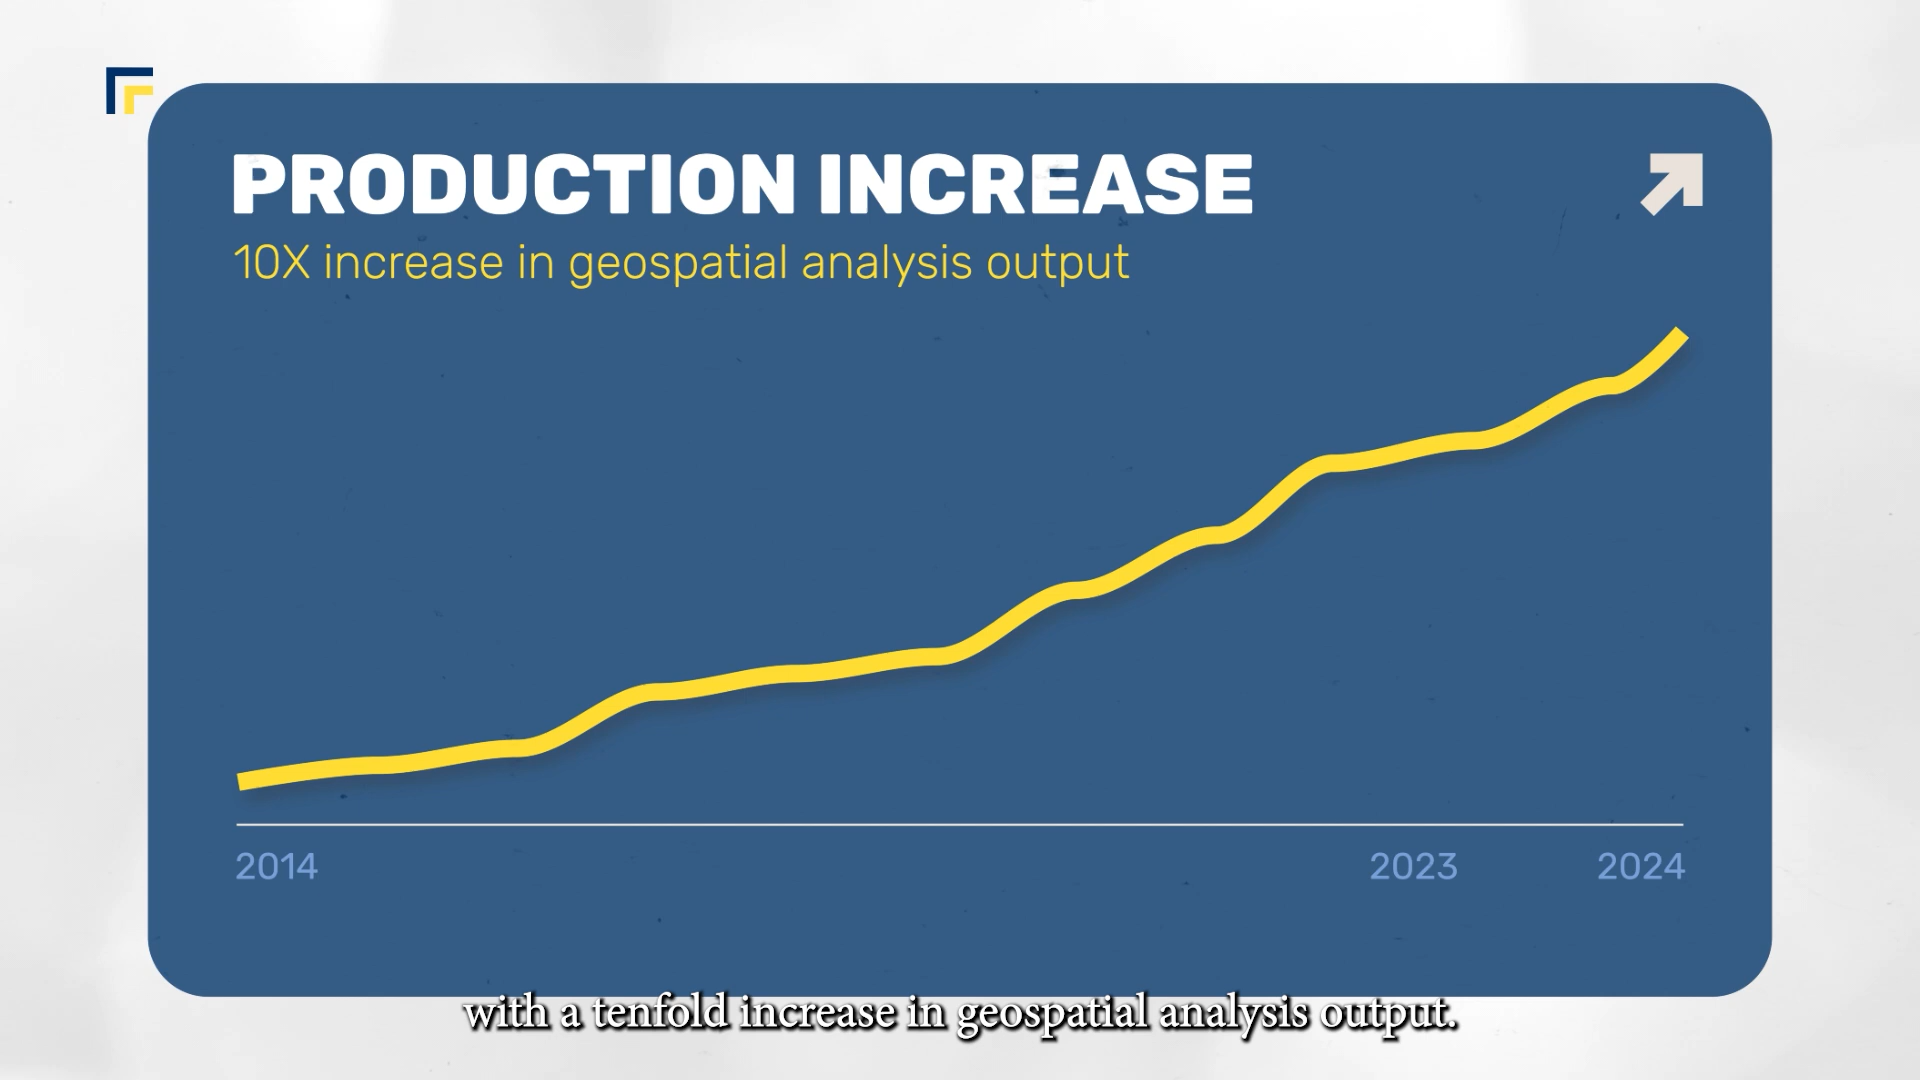 PRODUCTION INCREASE
10X increase in geospatial analysis output
2014 2023 2024
with a tenfold increase in geospatial analysis output.